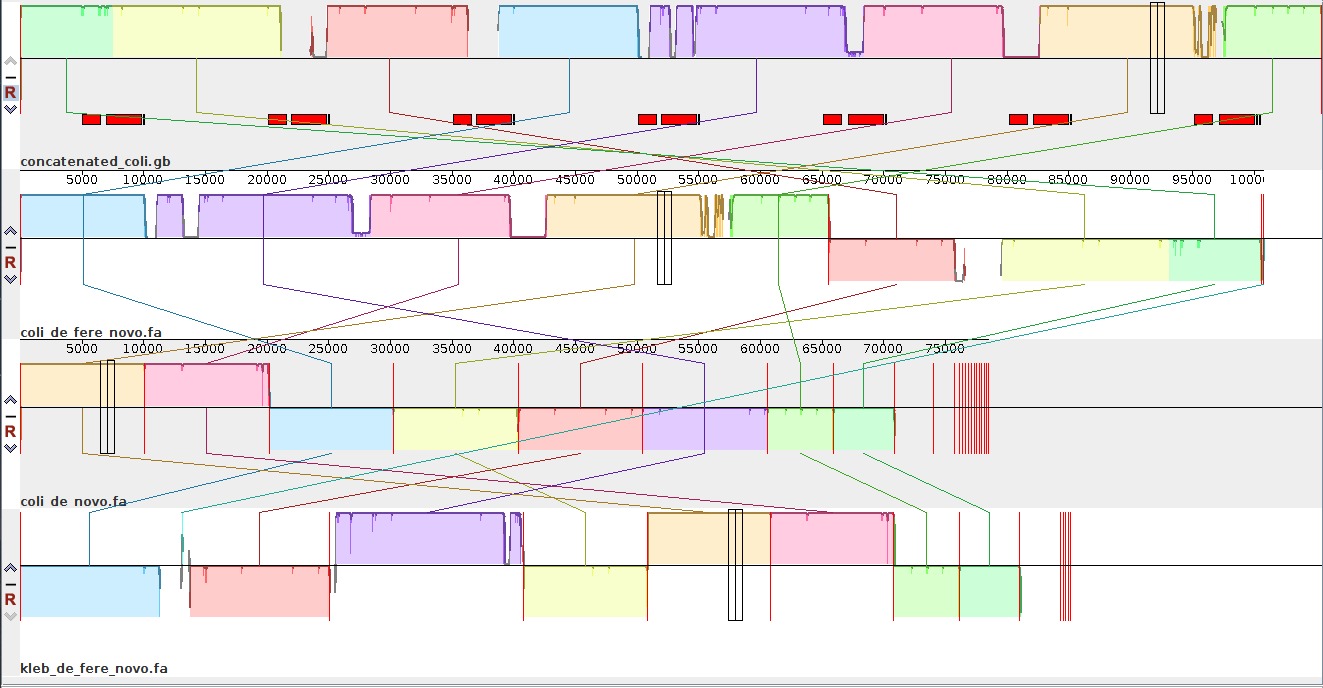 R
concatenated_coli.gb
5000 10000 15000 20000 25000 30000 35000 40000 45000 50000 55000 60000 65000 70000 75000 80000 85000 90000 95000 1000
R
coli_de_fere_novo.fa
5000 10000 15000 20000 25000 30000 35000 40000 45000 50000 55000 60000 65000 70000 75000
R
coli_de_novo.fa
R
kleb_de_fere_novo.fa